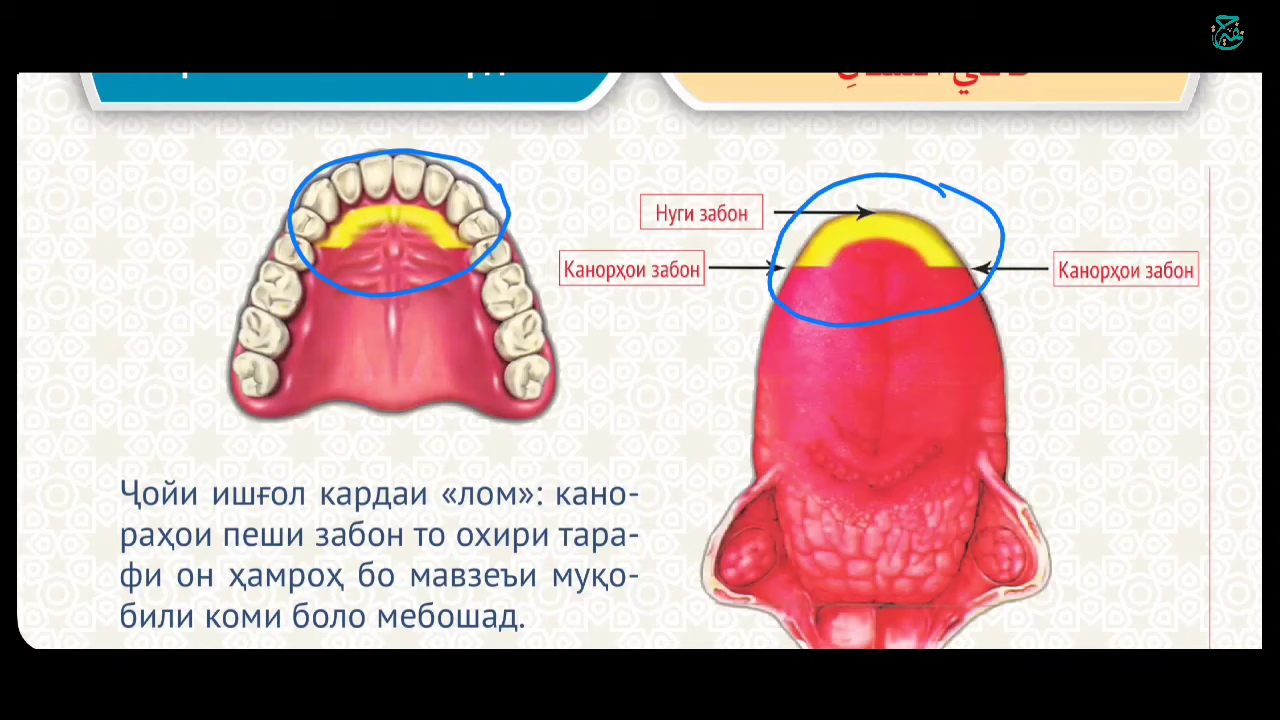 Нуги забон
Канорҳои забон
Канорҳои забон
Ҷойи ишғол кардаи «лом»: кано-
раҳои пеши забон то охири тара-
фи он ҳамроҳ бо мавзеъи муқо-
били коми боло мебошад.